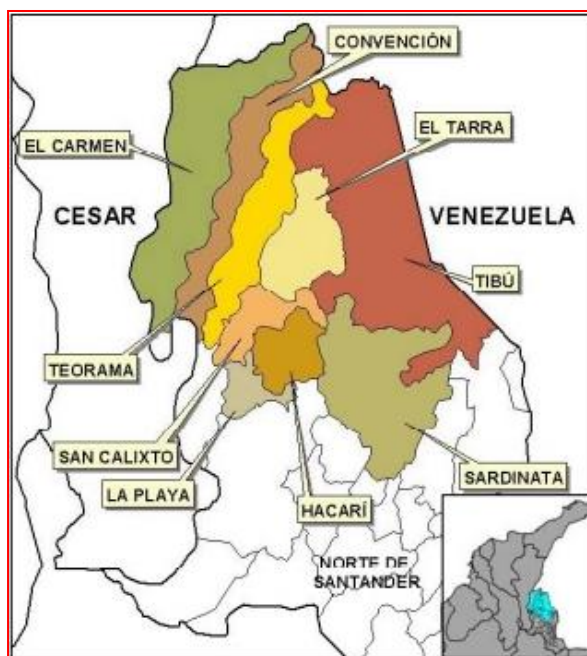 CONVENCIÓN
EL TARRA
EL CARMEN
CESAR
VENEZUELA
TIBÚ
TEORAMA
SAN CALIXTO
LA PLAYA
HACARÍ
SARDINATA
NORTE DE
SANTANDER